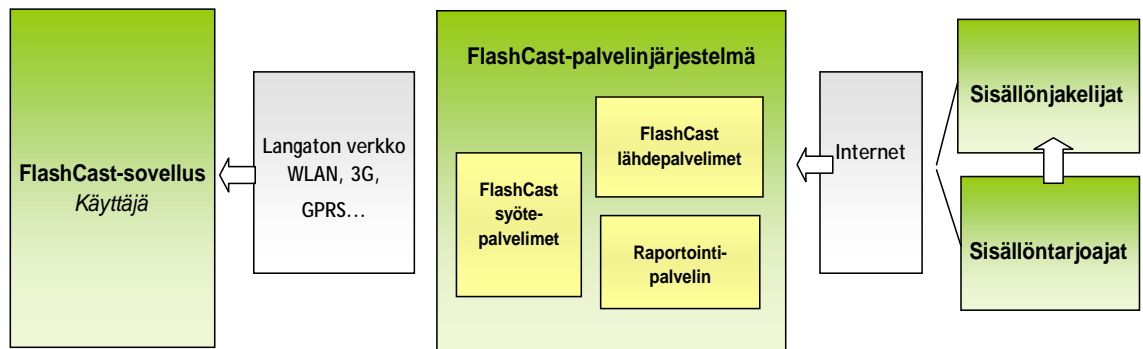 FlashCast-sovellus
Käyttäjä
Langaton verkko
WLAN, 3G,
GPRS...
FlashCast-palvelinjärjestelmä
FlashCast
syöte-
palvelimet
FlashCast
lähdepalvelimet
Raportointi-
palvelin
Internet
Sisällönjakelijat
Sisällöntarjoajat